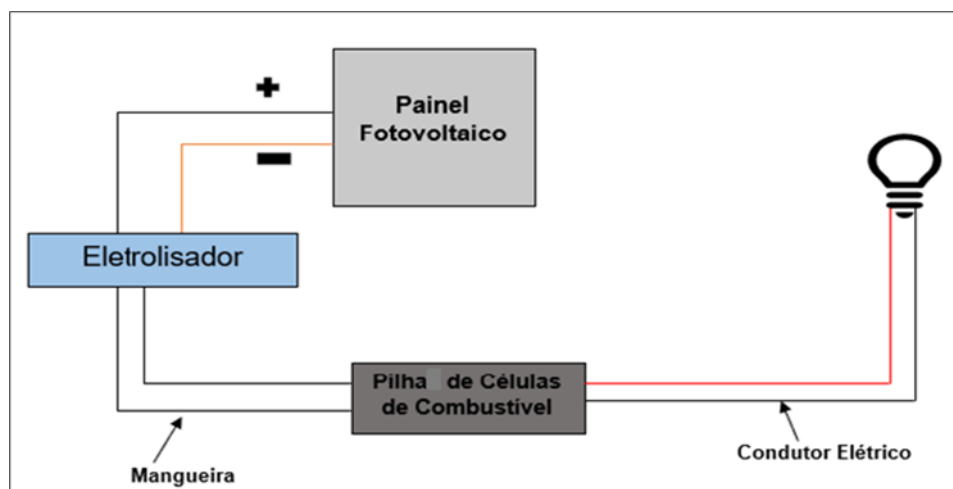 +
Painel
Fotovoltaico
-
Eletrolisador
Pilha de Células
de Combustível
Mangueira
Condutor Elétrico